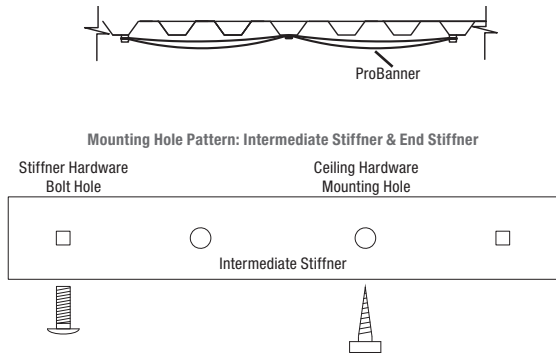 ProBanner
Mounting Hole Pattern: Intermediate Stiffner & End Stiffner
Stiffner Hardware
Bolt Hole
Ceiling Hardware
Mounting Hole
Intermediate Stiffner